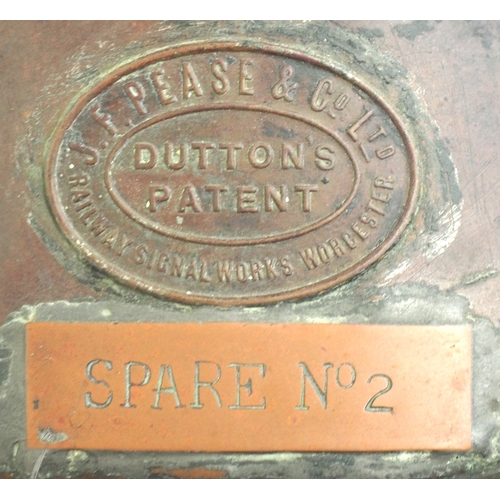 J. F. PEASE & Co. LTD
DUTTON'S
PATENT
RAILWAY SIGNAL WORKS WORCESTER.
SPARE No 2